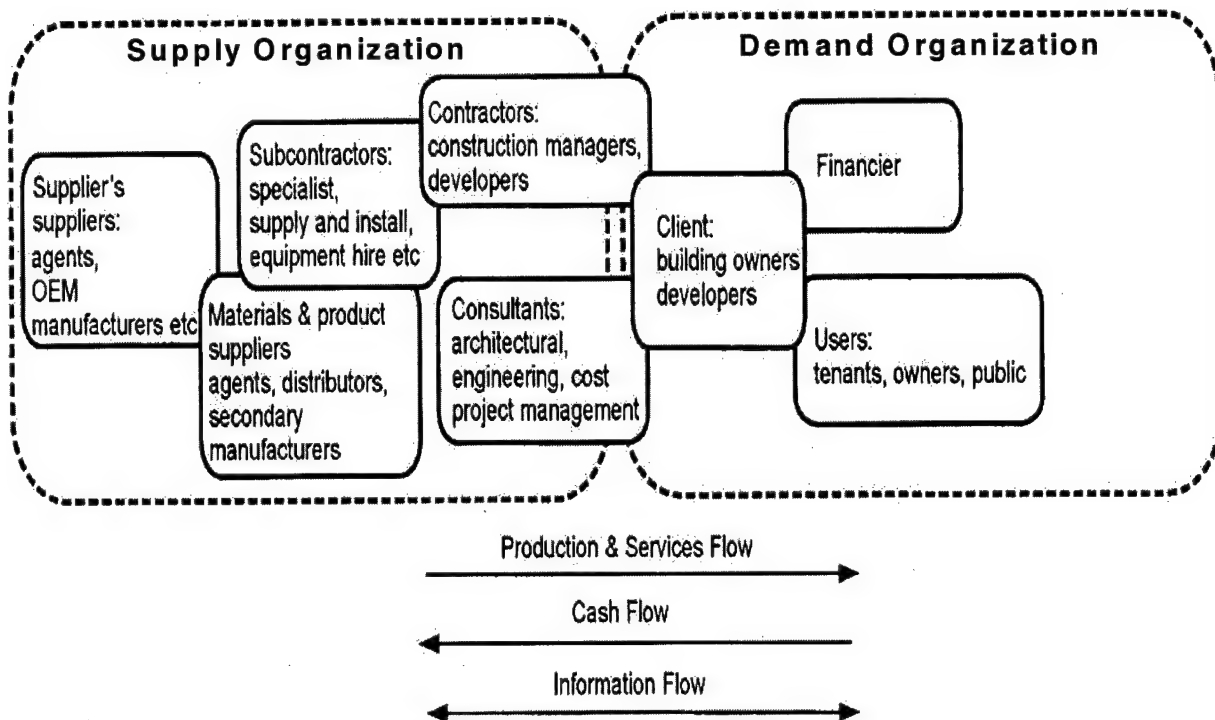 Supply Organization
Demand Organization
Supplier's
suppliers:
agents,
OEM
manufacturers etc
Subcontractors:
specialist,
supply and install,
equipment hire etc
Materials & product
suppliers
agents, distributors,
secondary
manufacturers
Contractors:
construction managers,
developers
Consultants:
architectural,
engineering, cost
project management
Client:
building owners
developers
Financier
Users:
tenants, owners, public
Production & Services Flow
Cash Flow
Information Flow